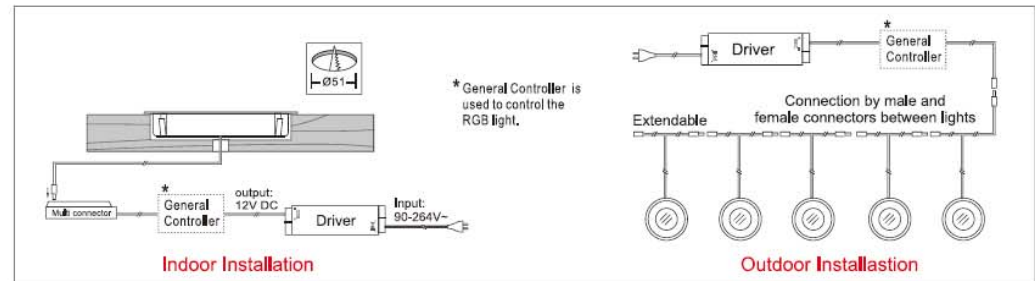 Ø51
* General Controller is
used to control the
RGB light.
Multi connector
*
General
Controller
output:
12V DC
Driver
Input:
90-264V~
Indoor Installation
Driver
*
General
Controller
Connection by male and
female connectors between lights
Extendable
Outdoor Installastion